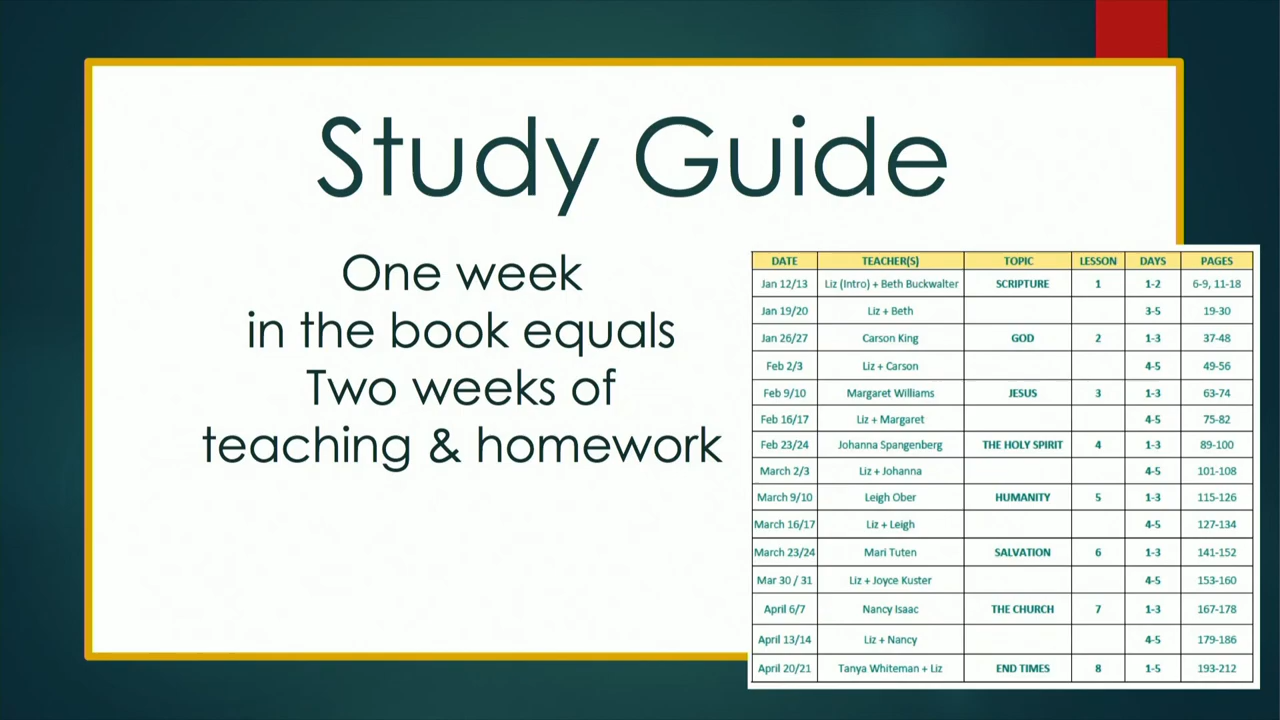 Study Guide
One week
in the book equals
Two weeks of
teaching & homework
DATE TEACHER(S) TOPIC LESSON DAYS PAGES
Jan 12/13 Liz (Intro) + Beth Buckwalter SCRIPTURE 1 1-2 6-9, 11-18
Jan 19/20 Liz + Beth 3-5 19-30
Jan 26/27 Carson King GOD 2 1-3 37-48
Feb 2/3 Liz + Carson 4-5 49-56
Feb 9/10 Margaret Williams JESUS 3 1-3 63-74
Feb 16/17 Liz + Margaret 4-5 75-82
Feb 23/24 Johanna Spangenberg THE HOLY SPIRIT 4 1-3 89-100
March 2/3 Liz + Johanna 4-5 101-108
March 9/10 Leigh Ober HUMANITY 5 1-3 115-126
March 16/17 Liz + Leigh 4-5 127-134
March 23/24 Mari Tuten SALVATION 6 1-3 141-152
Mar 30 / 31 Liz + Joyce Kuster 4-5 153-160
April 6/7 Nancy Isaac THE CHURCH 7 1-3 167-178
April 13/14 Liz + Nancy 4-5 179-186
April 20/21 Tanya Whiteman + Liz END TIMES 8 1-5 193-212